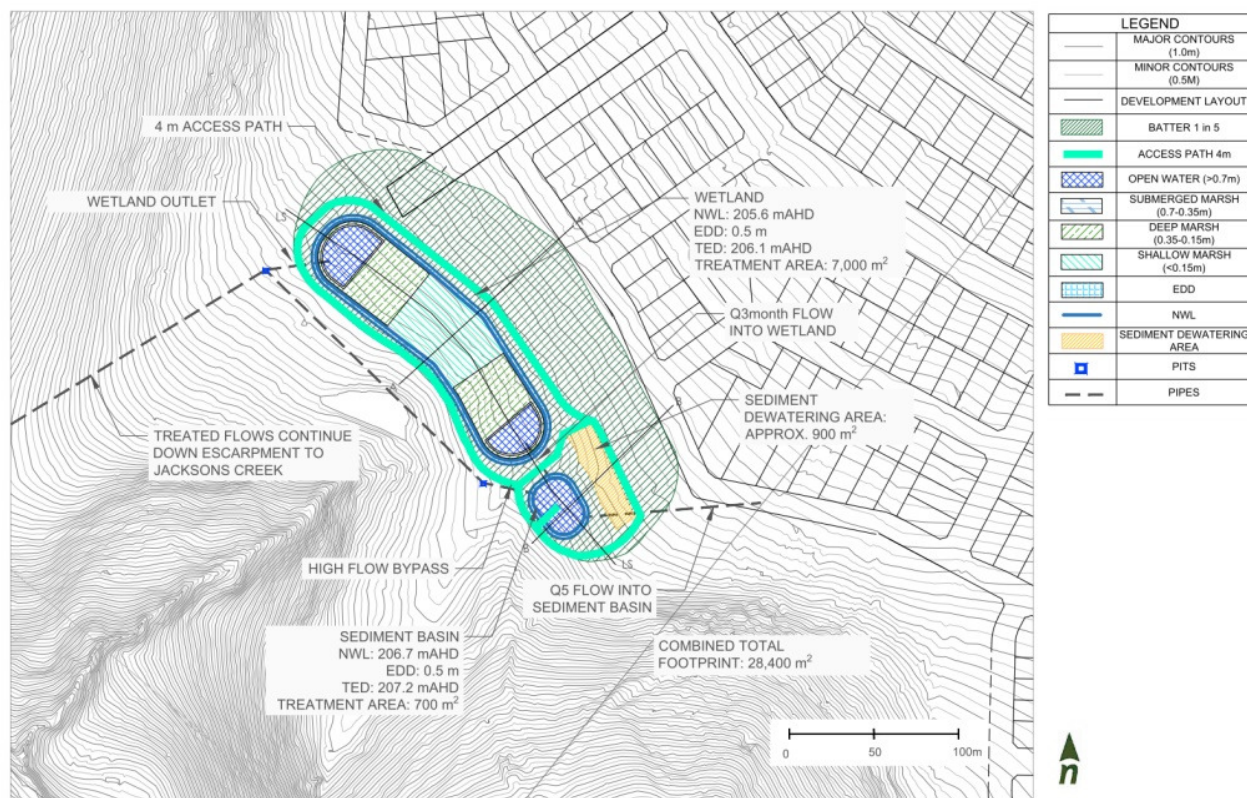 4 m ACCESS PATH
WETLAND OUTLET
LS
A
WETLAND
NWL: 205.6 mAHD
EDD: 0.5 m
TED: 206.1 mAHD
TREATMENT AREA: 7,000 m²
Q3month FLOW
INTO WETLAND
A
B
SEDIMENT
DEWATERING AREA:
APPROX. 900 m²
TREATED FLOWS CONTINUE
DOWN ESCARPMENT TO
JACKSONS CREEK
HIGH FLOW BYPASS
B
LS
Q5 FLOW INTO
SEDIMENT BASIN
SEDIMENT BASIN
NWL: 206.7 mAHD
EDD: 0.5 m
TED: 207.2 mAHD
TREATMENT AREA: 700 m²
COMBINED TOTAL
FOOTPRINT: 28,400 m²
0 50 100m
LEGEND
MAJOR CONTOURS
(1.0m)
MINOR CONTOURS
(0.5M)
DEVELOPMENT LAYOUT
BATTER 1 in 5
ACCESS PATH 4m
OPEN WATER (>0.7m)
SUBMERGED MARSH
(0.7-0.35m)
DEEP MARSH
(0.35-0.15m)
SHALLOW MARSH
(<0.15m)
EDD
NWL
SEDIMENT DEWATERING
AREA
PITS
PIPES
n